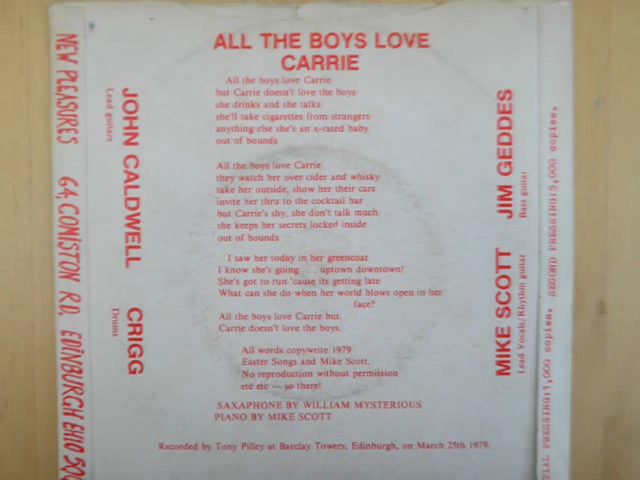 ALL THE BOYS LOVE
CARRIE
All the boys love Carrie
but Carrie doesn't love the boys
she drinks and she talks
she'll take cigarettes from strangers
anything else she's an x-rated baby
out of bounds
All the boys love Carrie
they watch her over cider and whisky
take her outside, show her their cars
invite her thru to the cocktail bar
but Carrie's shy, she don't talk much
she keeps her secrets locked inside
out of bounds
I saw her today in her greencoat
I know she's going . . . uptown downtown!
She's got to run 'cause its getting late
What can she do when her world blows open in her
face?
All the boys love Carrie but
Carrie doesn't love the boys.
All words copywrite 1979
Easter Songs and Mike Scott.
No reproduction without permission
etc etc — so there!
SAXAPHONE BY WILLIAM MYSTERIOUS
PIANO BY MIKE SCOTT
Recorded by Tony Pilley at Barclay Towers, Edinburgh, on March 25th 1979.
JOHN CALDWELL
Lead guitars
CRIGG
Drums
JIM GEDDES
Bass guitar
MIKE SCOTT
Lead Vocals/Rhythm guitar
NEW PLEASURES 64, CONISTON RD, EDINBURGH EH10
PRESSING:1,000 copies. SECOND PRESSING:5,000 copies.